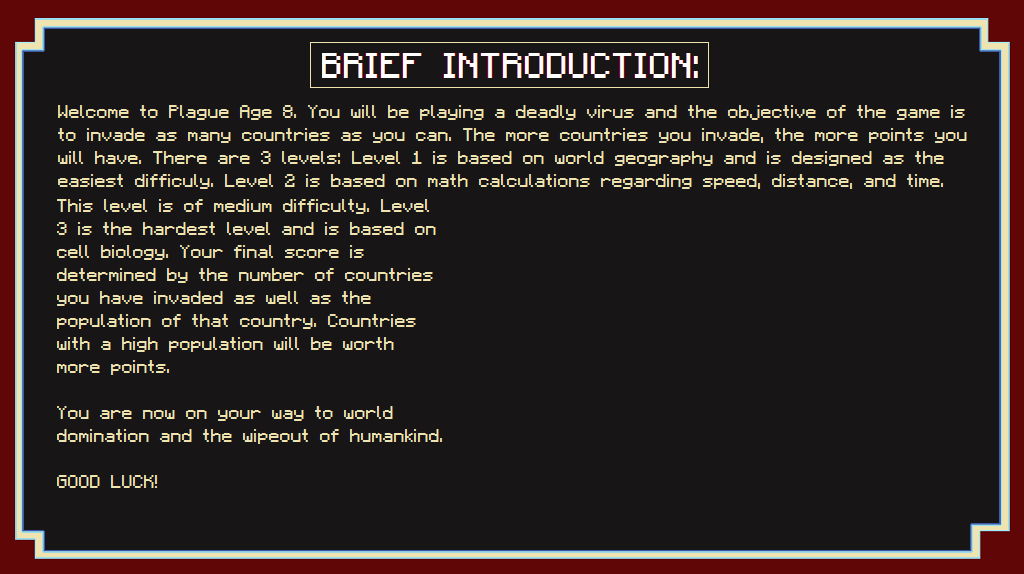 BRIEF INTRODUCTION:
Welcome to Plague Age 8. You will be playing a deadly virus and the objective of the game is
to invade as many countries as you can. The more countries you invade, the more points you
will have. There are 3 levels: Level 1 is based on world geography and is designed as the
easiest difficuly. Level 2 is based on math calculations regarding speed, distance, and time.
This level is of medium difficulty. Level
3 is the hardest level and is based on
cell biology. Your final score is
determined by the number of countries
you have invaded as well as the
population of that country. Countries
with a high population will be worth
more points.
You are now on your way to world
domination and the wipeout of humankind.
GOOD LUCK!